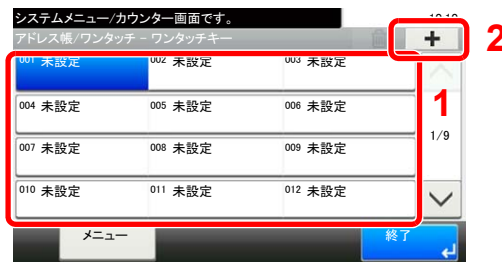 システムメニュー/カウンター画面です。
アドレス帳/ワンタッチ - ワンタッチキー
+ 2
001 未設定 002 未設定 003 未設定
004 未設定 005 未設定 006 未設定 1
007 未設定 008 未設定 009 未設定 1/9
010 未設定 011 未設定 012 未設定
メニュー 終了